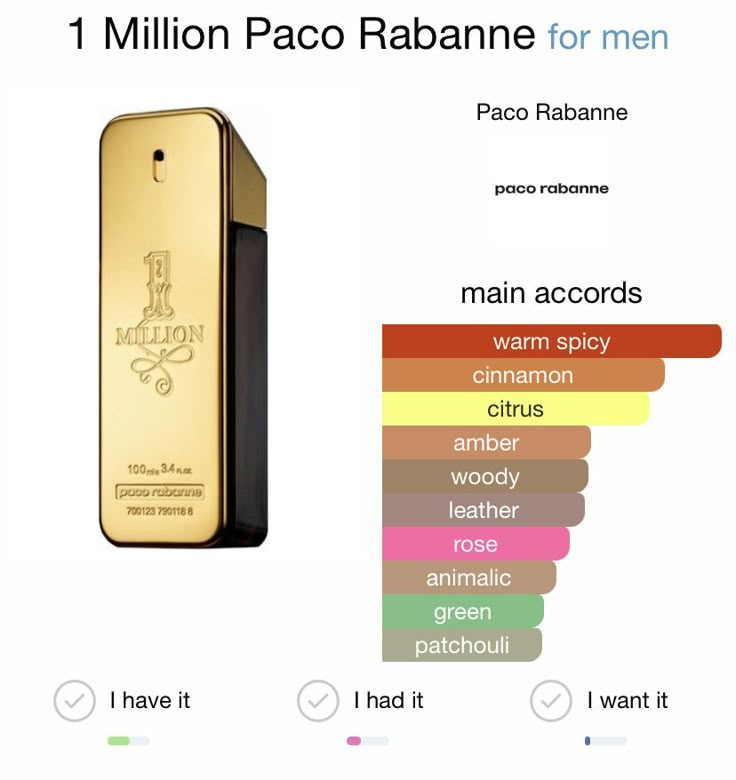 1 Million Paco Rabanne for men
Paco Rabanne
paco rabanne
1
MILLION
100 mle 3.4 fl.oz.
paco rabanne
700123 790118 8
main accords
warm spicy
cinnamon
citrus
amber
woody
leather
rose
animalic
green
patchouli
I have it
I had it
I want it